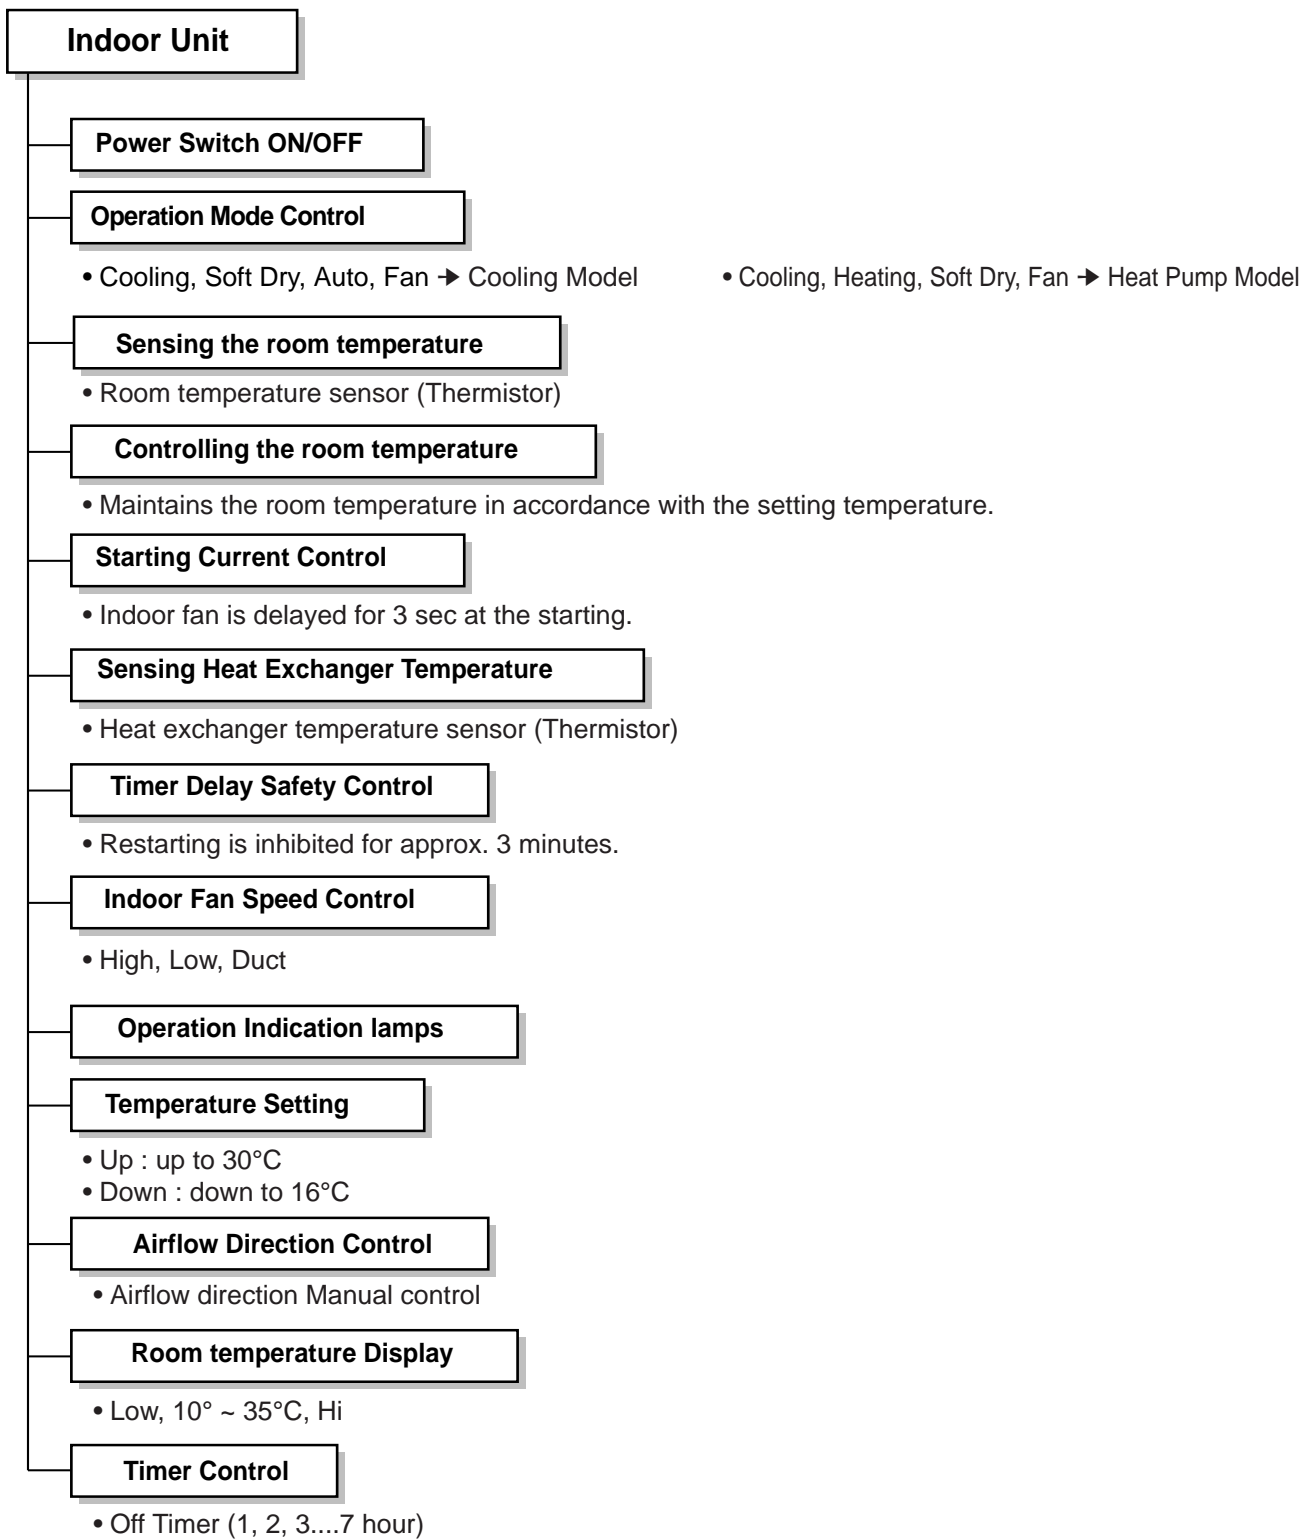 Indoor Unit
Power Switch ON/OFF
Operation Mode Control
• Cooling, Soft Dry, Auto, Fan ➔ Cooling Model • Cooling, Heating, Soft Dry, Fan ➔ Heat Pump Model
Sensing the room temperature
• Room temperature sensor (Thermistor)
Controlling the room temperature
• Maintains the room temperature in accordance with the setting temperature.
Starting Current Control
• Indoor fan is delayed for 3 sec at the starting.
Sensing Heat Exchanger Temperature
• Heat exchanger temperature sensor (Thermistor)
Timer Delay Safety Control
• Restarting is inhibited for approx. 3 minutes.
Indoor Fan Speed Control
• High, Low, Duct
Operation Indication lamps
Temperature Setting
• Up : up to 30°C
• Down : down to 16°C
Airflow Direction Control
• Airflow direction Manual control
Room temperature Display
• Low, 10° ~ 35°C, Hi
Timer Control
• Off Timer (1, 2, 3....7 hour)